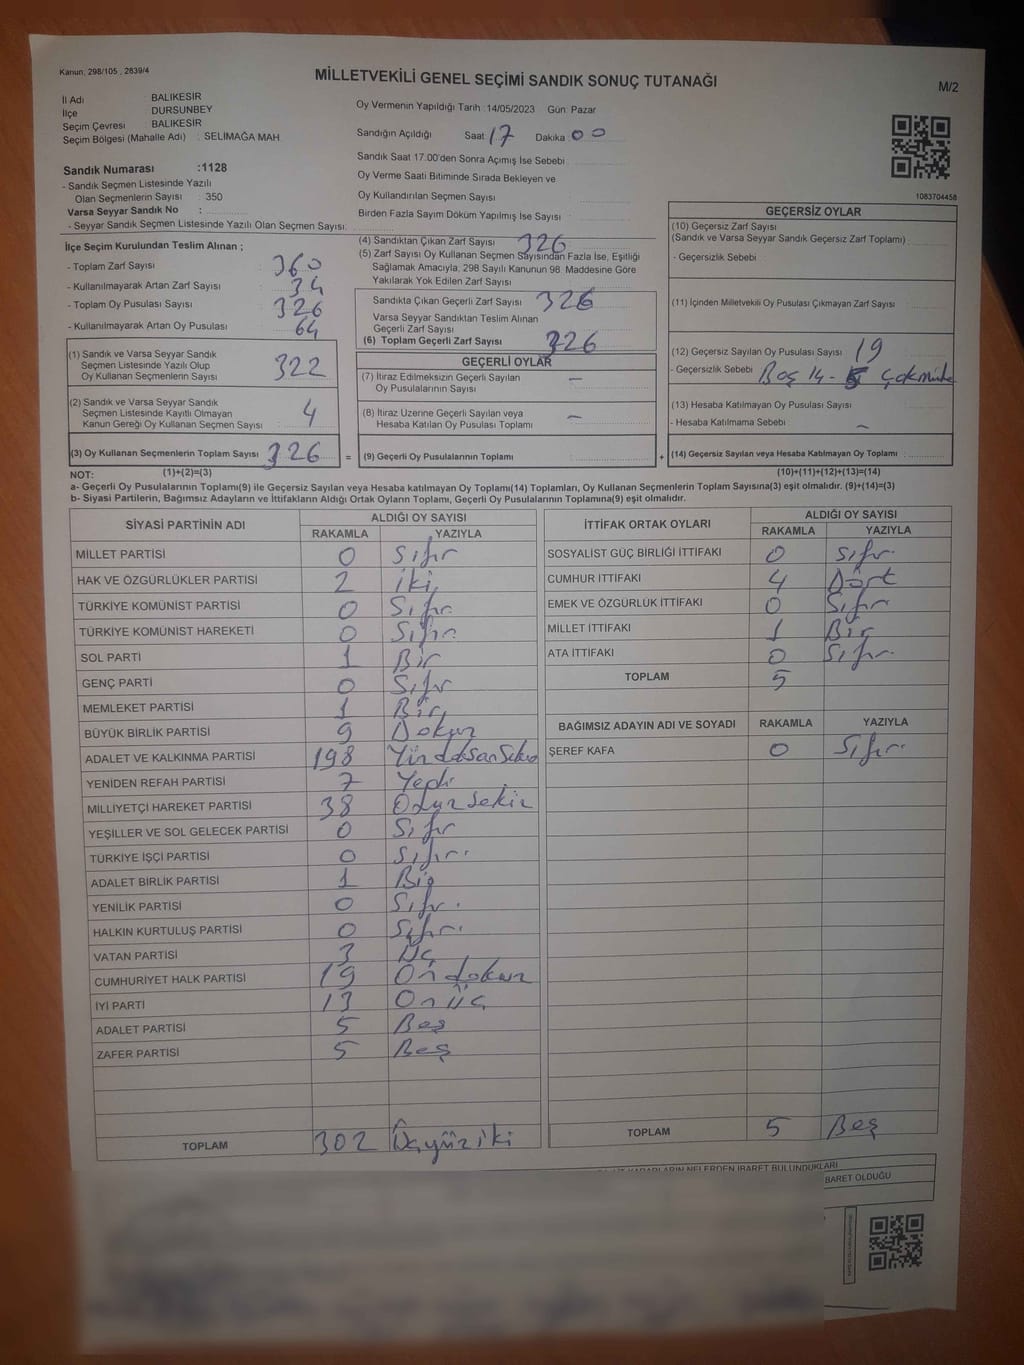 Kanun; 298/105 , 2839/4
MİLLETVEKİLİ GENEL SEÇİMİ SANDIK SONUÇ TUTANAĞI
M/2
İl Adı BALIKESİR
İlçe DURSUNBEY
Seçim Çevresi : BALIKESİR
Seçim Bölgesi (Mahalle Adı) : SELİMAĞA MAH.
Oy Vermenin Yapıldığı Tarih : 14/05/2023 Gün : Pazar
Sandığın Açıldığı Saat 17 Dakika 00
Sandık Saat 17.00'den Sonra Açımış İse Sebebi
Oy Verme Saati Bitiminde Sırada Bekleyen ve
Oy Kullandırılan Seçmen Sayısı
Birden Fazla Sayım Döküm Yapılmış İse Sayısı
1083704458
Sandık Numarası :1128
- Sandık Seçmen Listesinde Yazılı
Olan Seçmenlerin Sayısı : 350
Varsa Seyyar Sandık No :
- Seyyar Sandık Seçmen Listesinde Yazılı Olan Seçmen Sayısı:
İlçe Seçim Kurulundan Teslim Alınan ;
- Toplam Zarf Sayısı : 360
- Kullanılmayarak Artan Zarf Sayısı : 34
- Toplam Oy Pusulası Sayısı : 326
- Kullanılmayarak Artan Oy Pusulası : 64
(4) Sandıktan Çıkan Zarf Sayısı 326
(5) Zarf Sayısı Oy Kullanan Seçmen Sayısından Fazla İse, Eşitliği
Sağlamak Amacıyla, 298 Sayılı Kanunun 98. Maddesine Göre
Yakılarak Yok Edilen Zarf Sayısı
Sandıkta Çıkan Geçerli Zarf Sayısı 326
Varsa Seyyar Sandıktan Teslim Alınan
Geçerli Zarf Sayısı
(6) Toplam Geçerli Zarf Sayısı 326
GEÇERSİZ OYLAR
(10) Geçersiz Zarf Sayısı
(Sandık ve Varsa Seyyar Sandık Geçersiz Zarf Toplamı)
- Geçersizlik Sebebi
(11) İçinden Milletvekili Oy Pusulası Çıkmayan Zarf Sayısı
(12) Geçersiz Sayılan Oy Pusulası Sayısı 19
- Geçersizlik Sebebi Boş 14 - 5
(13) Hesaba Katılmayan Oy Pusulası Sayısı
- Hesaba Katılmama Sebebi —
(14) Geçersiz Sayılan veya Hesaba Katılmayan Oy Toplamı :
(10)+(11)+(12)+(13)=(14)
(1) Sandık ve Varsa Seyyar Sandık
Seçmen Listesinde Yazılı Olup
Oy Kullanan Seçmenlerin Sayısı 322
(2) Sandık ve Varsa Seyyar Sandık
Seçmen Listesinde Kayıtlı Olmayan
Kanun Gereği Oy Kullanan Seçmen Sayısı 4
(3) Oy Kullanan Seçmenlerin Toplam Sayısı 326 =
(1)+(2)=(3)
GEÇERLİ OYLAR
(7) İtiraz Edilmeksizin Geçerli Sayılan
Oy Pusulalarının Sayısı —
(8) İtiraz Üzerine Geçerli Sayılan veya
Hesaba Katılan Oy Pusulası Toplamı —
(9) Geçerli Oy Pusulalarının Toplamı +
NOT:
a- Geçerli Oy Pusulalarının Toplamı(9) ile Geçersiz Sayılan veya Hesaba katılmayan Oy Toplamı(14) Toplamları, Oy Kullanan Seçmenlerin Toplam Sayısına(3) eşit olmalıdır. (9)+(14)=(3)
b- Siyasi Partilerin, Bağımsız Adayların ve İttifakların Aldığı Ortak Oyların Toplamı, Geçerli Oy Pusulalarının Toplamına(9) eşit olmalıdır.
SİYASİ PARTİNİN ADI ALDIĞI OY SAYISI
RAKAMLA YAZIYLA
MİLLET PARTİSİ 0 Sıfır
HAK VE ÖZGÜRLÜKLER PARTİSİ 2 İki
TÜRKİYE KOMÜNİST PARTİSİ 0 Sıfır
TÜRKİYE KOMÜNİST HAREKETİ 0 Sıfır
SOL PARTİ 1 Bir
GENÇ PARTİ 0 Sıfır
MEMLEKET PARTİSİ 1 Bir
BÜYÜK BİRLİK PARTİSİ 9 Dokuz
ADALET VE KALKINMA PARTİSİ 198
YENİDEN REFAH PARTİSİ 7 Yedi
MİLLİYETÇİ HAREKET PARTİSİ 38 Otuzsekiz
YEŞİLLER VE SOL GELECEK PARTİSİ 0 Sıfır
TÜRKİYE İŞÇİ PARTİSİ 0 Sıfır
ADALET BİRLİK PARTİSİ 1 Bir
YENİLİK PARTİSİ 0 Sıfır
HALKIN KURTULUŞ PARTİSİ 0 Sıfır
VATAN PARTİSİ 3 Üç
CUMHURİYET HALK PARTİSİ 19 Ondokuz
İYİ PARTİ 13 Onüç
ADALET PARTİSİ 5 Beş
ZAFER PARTİSİ 5 Beş
TOPLAM 302 Üçyüziki
İTTİFAK ORTAK OYLARI ALDIĞI OY SAYISI
RAKAMLA YAZIYLA
SOSYALİST GÜÇ BİRLİĞİ İTTİFAKI 0 Sıfır
CUMHUR İTTİFAKI 4 Dört
EMEK VE ÖZGÜRLÜK İTTİFAKI 0 Sıfır
MİLLET İTTİFAKI 1 Bir
ATA İTTİFAKI 0 Sıfır
TOPLAM 5
BAĞIMSIZ ADAYIN ADI VE SOYADI RAKAMLA YAZIYLA
ŞEREF KAFA 0 Sıfır
TOPLAM 5 Beş
KARARLARIN NELERDEN İBARET BULUNDUKLARI
BARET OLDUĞU